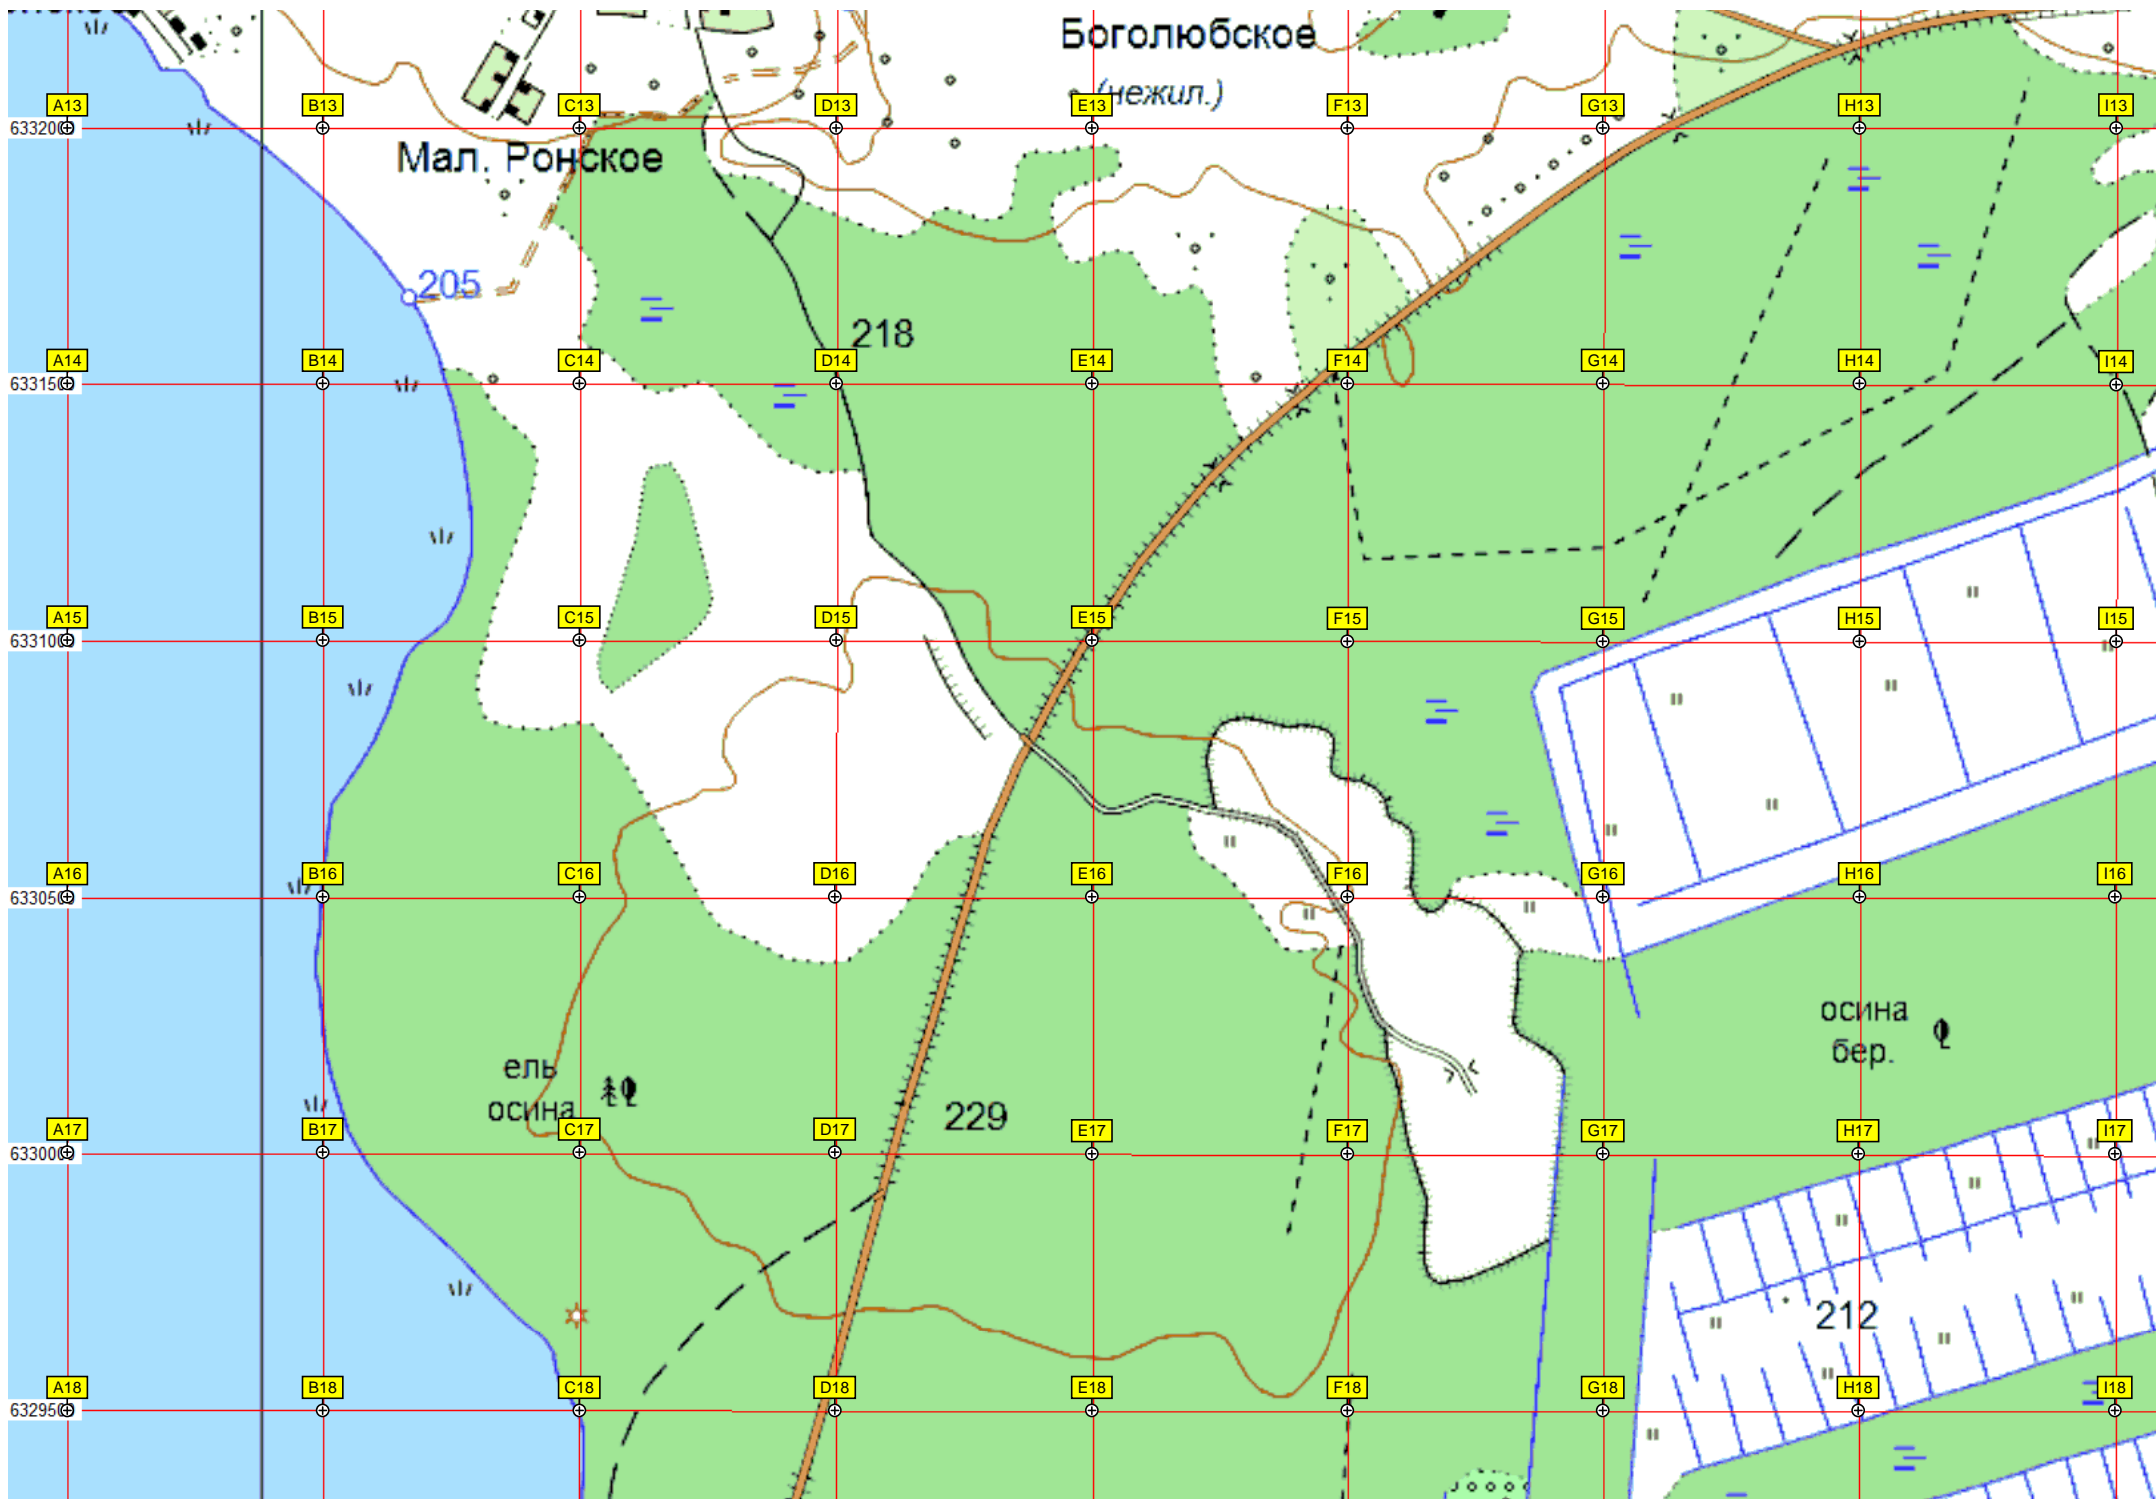 Боголюбское
(нежил.)
A13 B13 C13 D13 E13 F13 G13 H13 I13
Мал. Ронское
205
218
A14 B14 C14 D14 E14 F14 G14 H14 I14
A15 B15 C15 D15 E15 F15 G15 H15 I15
A16 B16 C16 D16 E16 F16 G16 H16 I16
осина
бер.
ель
осина
229
A17 B17 C17 D17 E17 F17 G17 H17 I17
212
A18 B18 C18 D18 E18 F18 G18 H18 I18